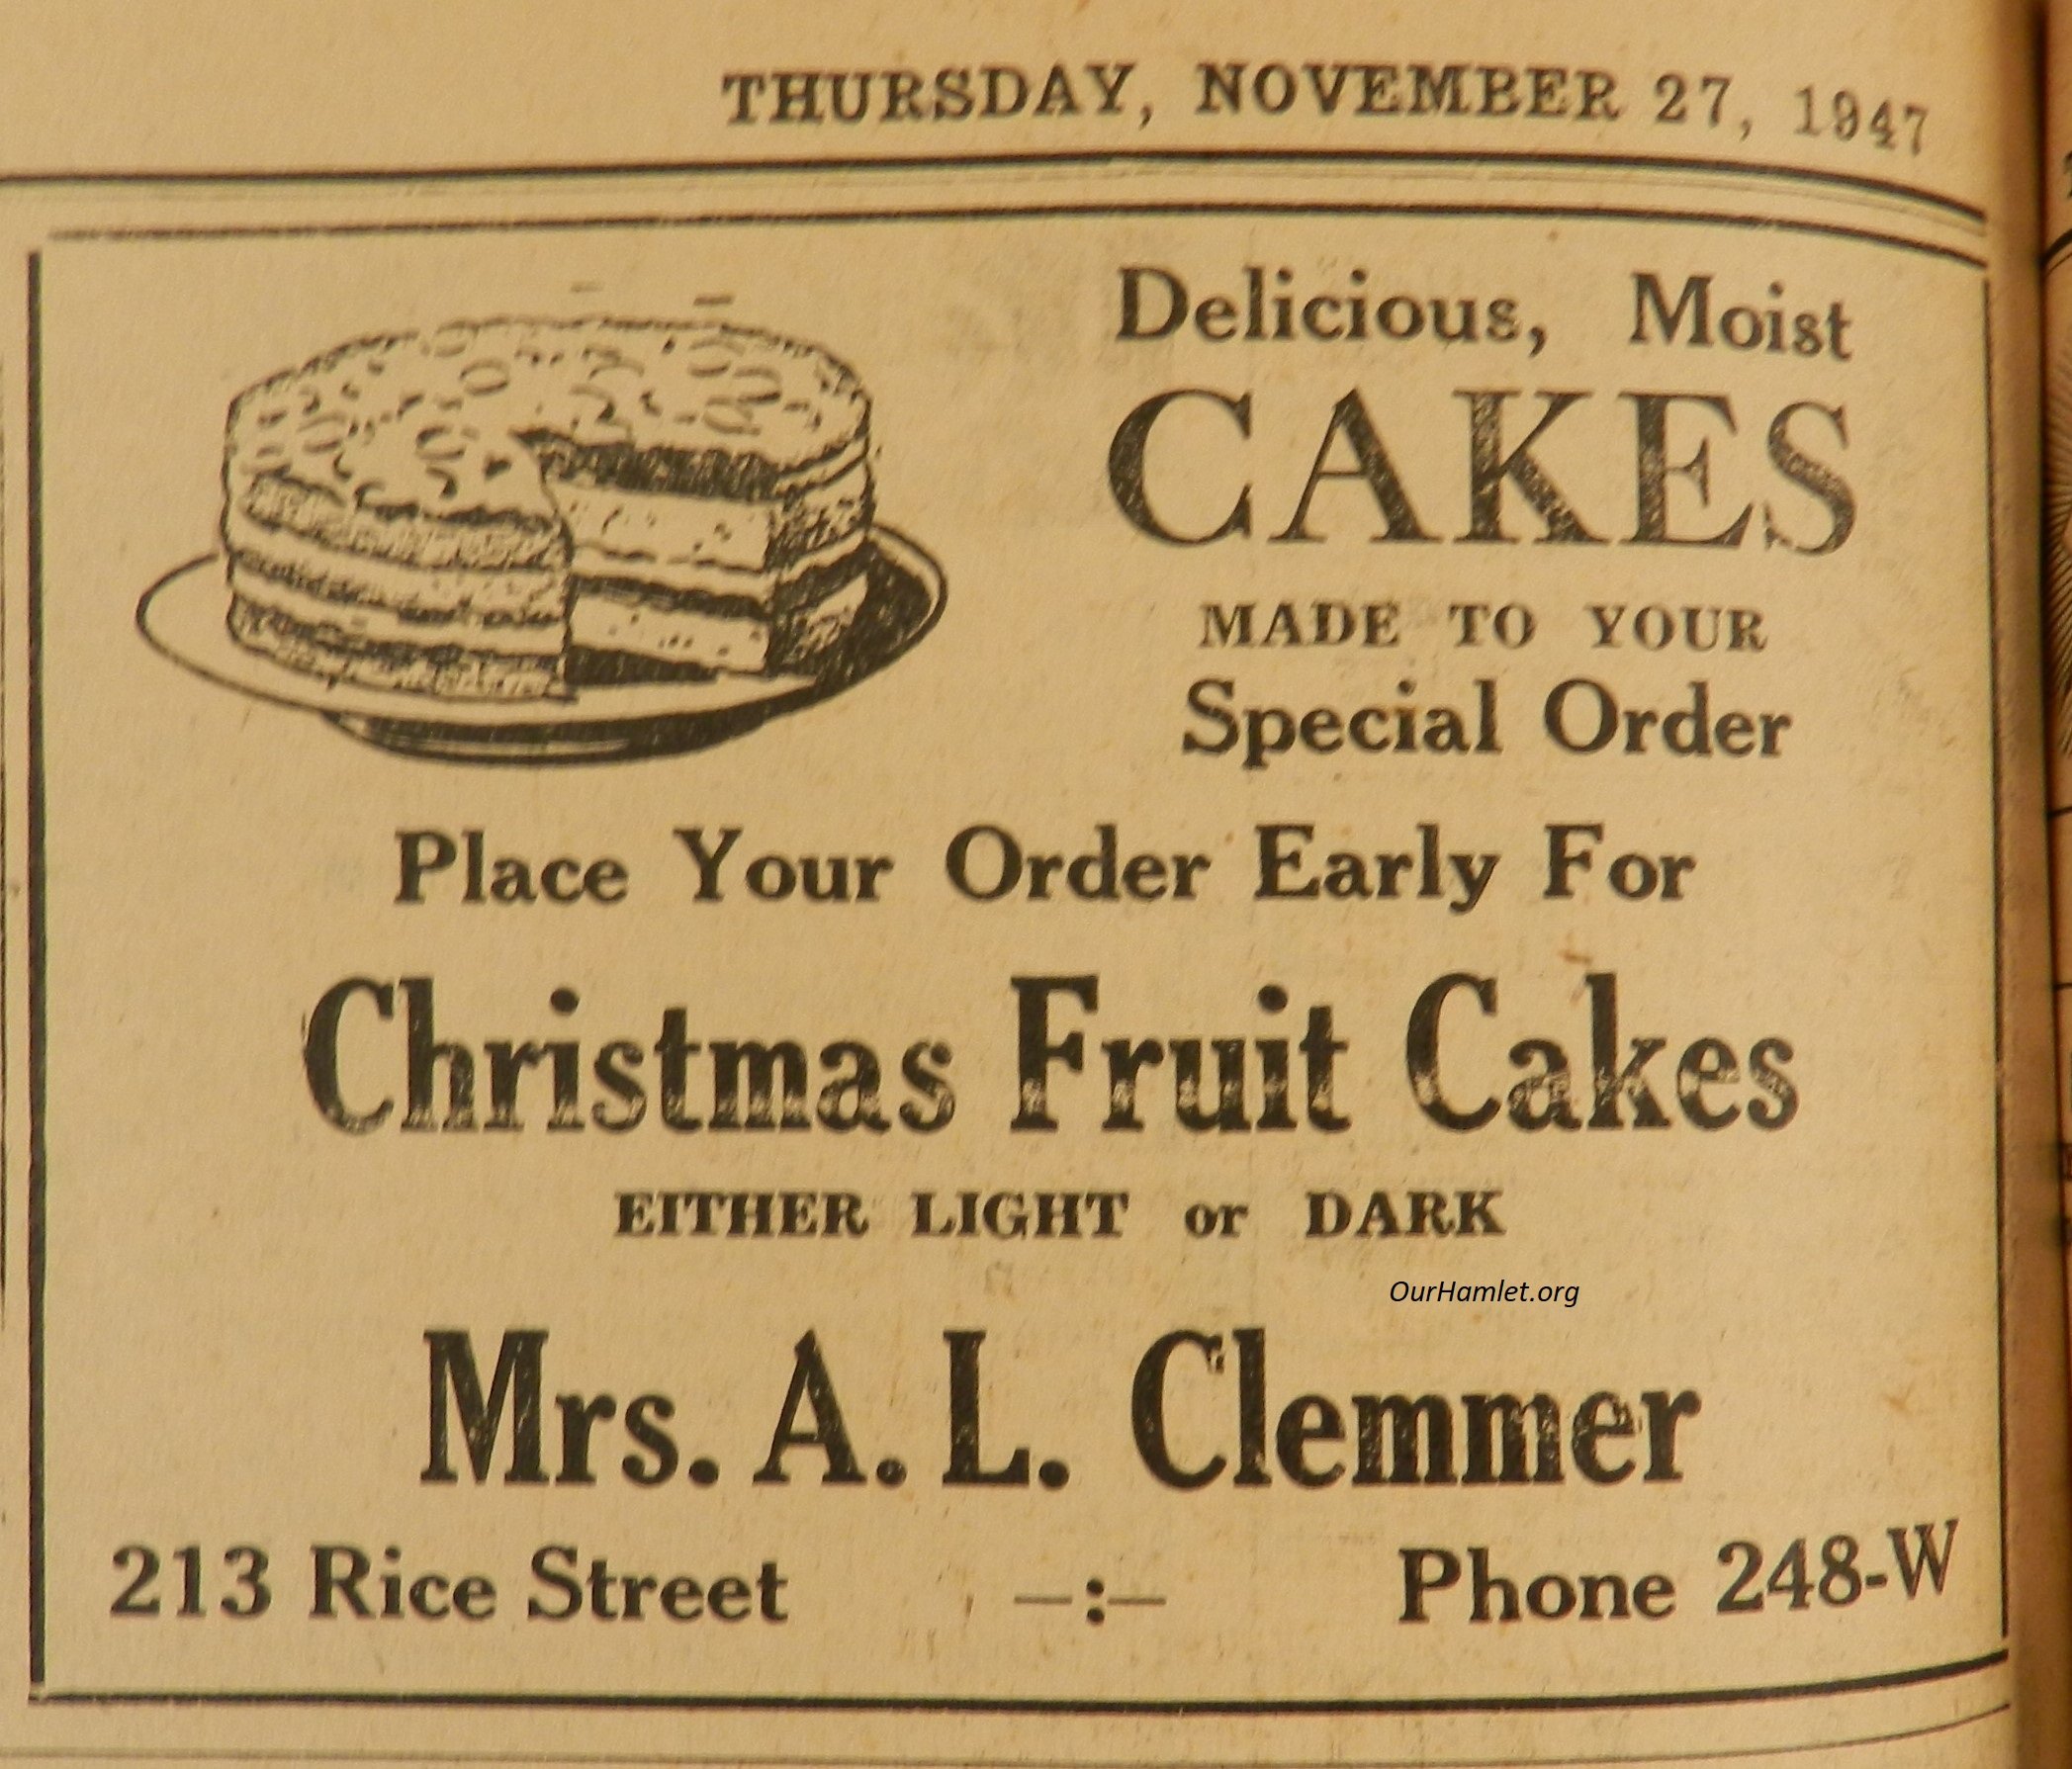 THURSDAY, NOVEMBER 27, 1947
Delicious, Moist
CAKES
MADE TO YOUR
Special Order
Place Your Order Early For
Christmas Fruit Cakes
EITHER LIGHT or DARK
OurHamlet.org
Mrs. A. L. Clemmer
213 Rice Street —:— Phone 248-W